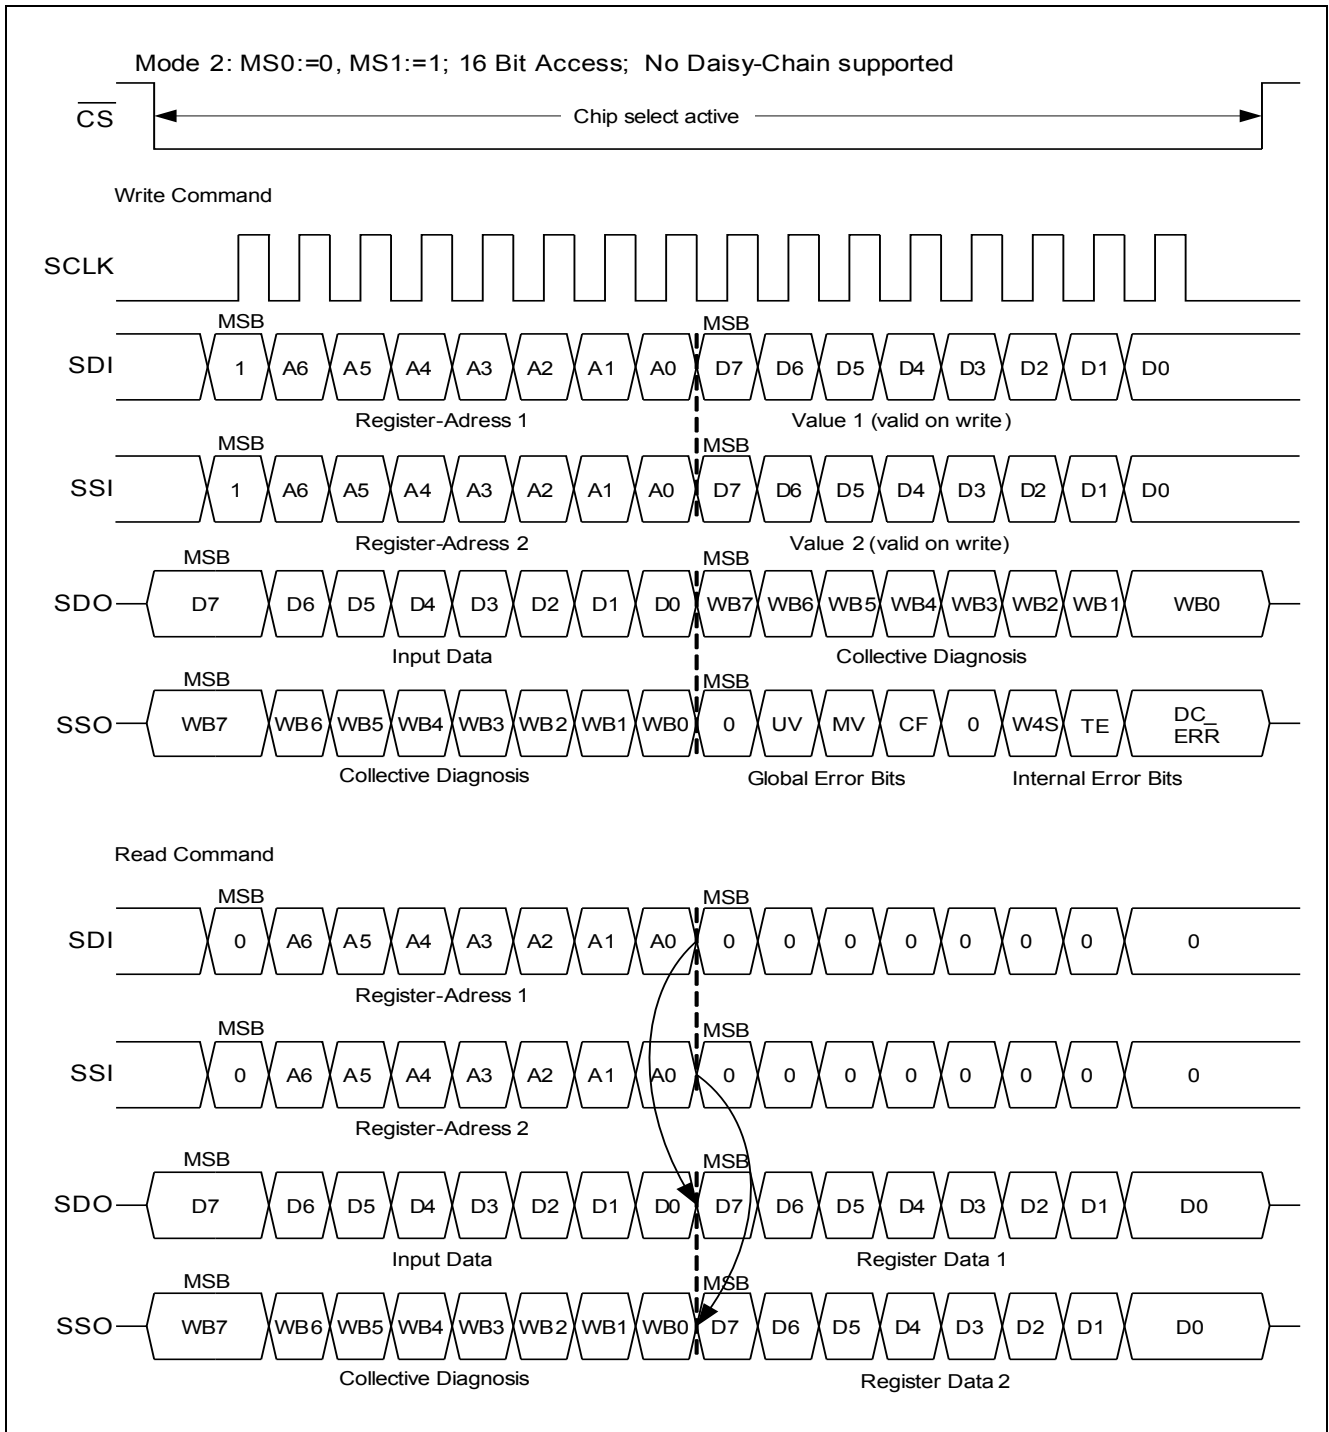 Mode 2: MS0:=0, MS1:=1; 16 Bit Access; No Daisy-Chain supported
CS
Chip select active
Write Command
SCLK
MSB MSB
SDI 1 A6 A5 A4 A3 A2 A1 A0 D7 D6 D5 D4 D3 D2 D1 D0
Register-Adress 1 Value 1 (valid on write)
MSB MSB
SSI 1 A6 A5 A4 A3 A2 A1 A0 D7 D6 D5 D4 D3 D2 D1 D0
Register-Adress 2 Value 2 (valid on write)
MSB MSB
SDO D7 D6 D5 D4 D3 D2 D1 D0 WB7 WB6 WB5 WB4 WB3 WB2 WB1 WB0
Input Data Collective Diagnosis
MSB MSB
SSO WB7 WB6 WB5 WB4 WB3 WB2 WB1 WB0 0 UV MV CF 0 W4S TE DC_
ERR
Collective Diagnosis Global Error Bits Internal Error Bits
Read Command
MSB MSB
SDI 0 A6 A5 A4 A3 A2 A1 A0 0 0 0 0 0 0 0 0
Register-Adress 1
MSB MSB
SSI 0 A6 A5 A4 A3 A2 A1 A0 0 0 0 0 0 0 0 0
Register-Adress 2
MSB MSB
SDO D7 D6 D5 D4 D3 D2 D1 D0 D7 D6 D5 D4 D3 D2 D1 D0
Input Data Register Data 1
MSB MSB
SSO WB7 WB6 WB5 WB4 WB3 WB2 WB1 WB0 D7 D6 D5 D4 D3 D2 D1 D0
Collective Diagnosis Register Data 2